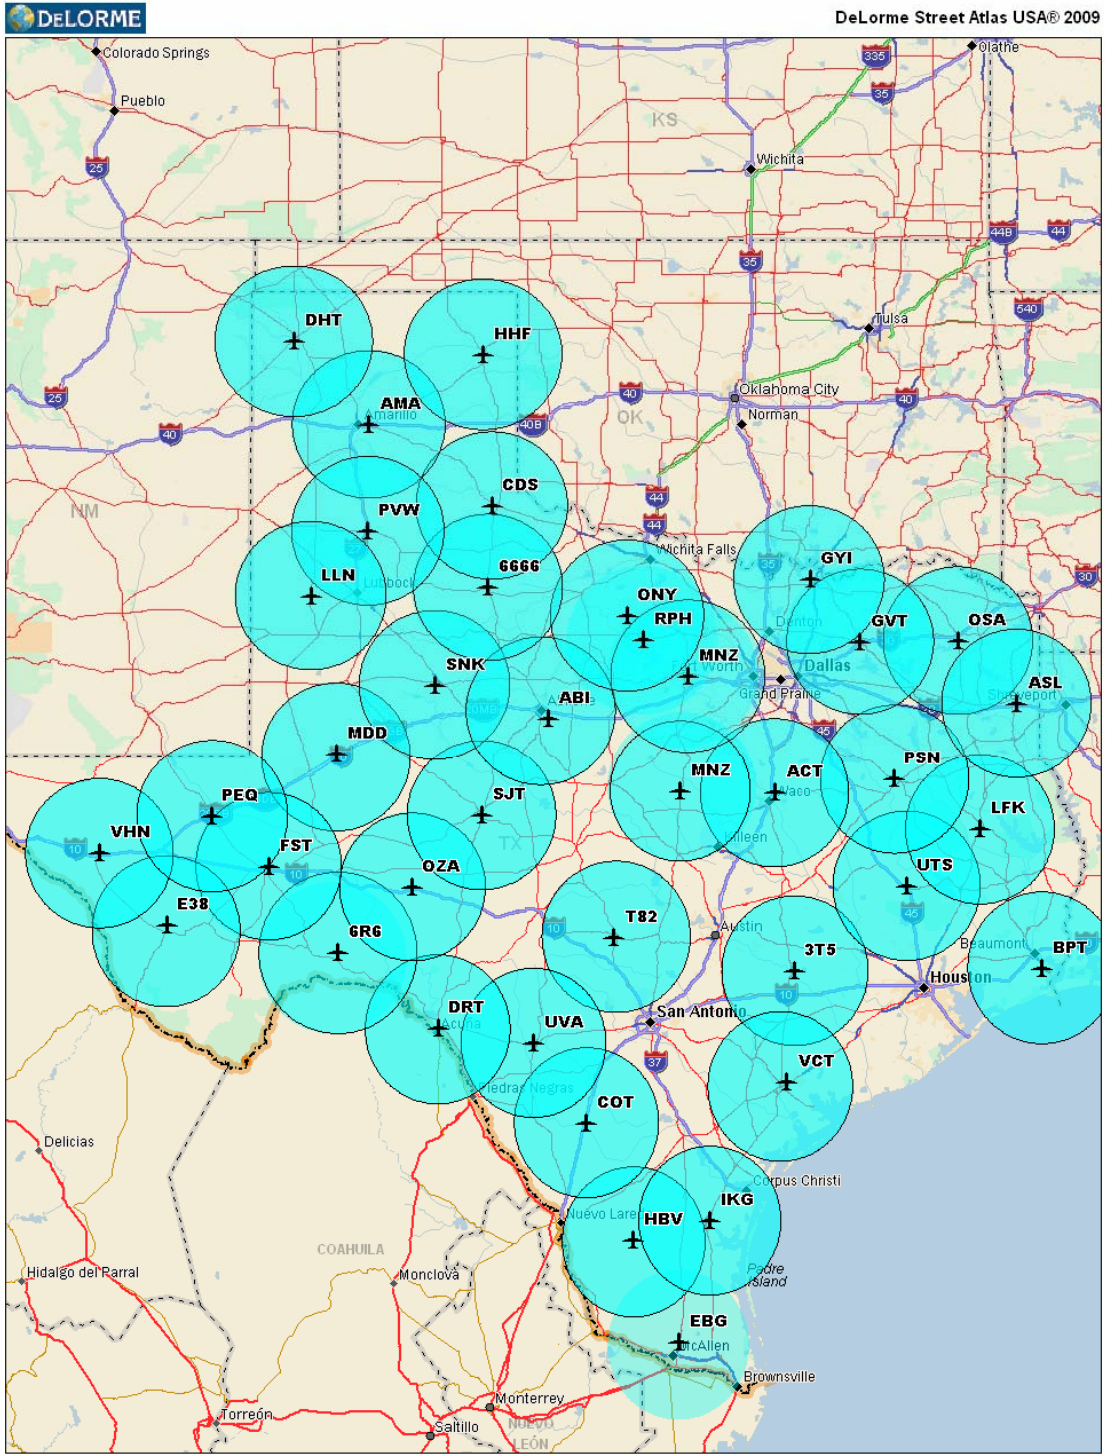 DELORME
DeLorme Street Atlas USA® 2009
Colorado Springs
335
Olathe
35
Pueblo
KS
25
Wichita
44B
44
35
540
DHT
HHF
Tulsa
25
40
Oklahoma City
40
AMA
Amarillo
40B
OK
Norman
40
CDS
44
NM
PVW
44
Wichita Falls
GYI
35
6666
LLN
Lubbock
30
27
ONY
RPH
GVT
OSA
Denton
SNK
MNZ
Fort Worth
Dallas
ASL
Shreveport
Grand Prairie
ABI
MDD
45
PSN
PEQ
MNZ
ACT
Waco
SJT
LFK
VHN
10
FST
TX
Killeen
10
OZA
UTS
E38
45
T82
6R6
10
Austin
3T5
Beaumont
BPT
Houston
10
DRT
Acuña
UVA
San Antonio
37
VCT
Piedras Negras
COT
Delicias
Corpus Christi
IKG
Nuevo Lare
HBV
COAHUILA
Hidalgo del Parral
Monclova
Padre
Island
EBG
McAllen
Brownsville
Monterrey
Torreón
Saltillo
NUEVO
LEÓN